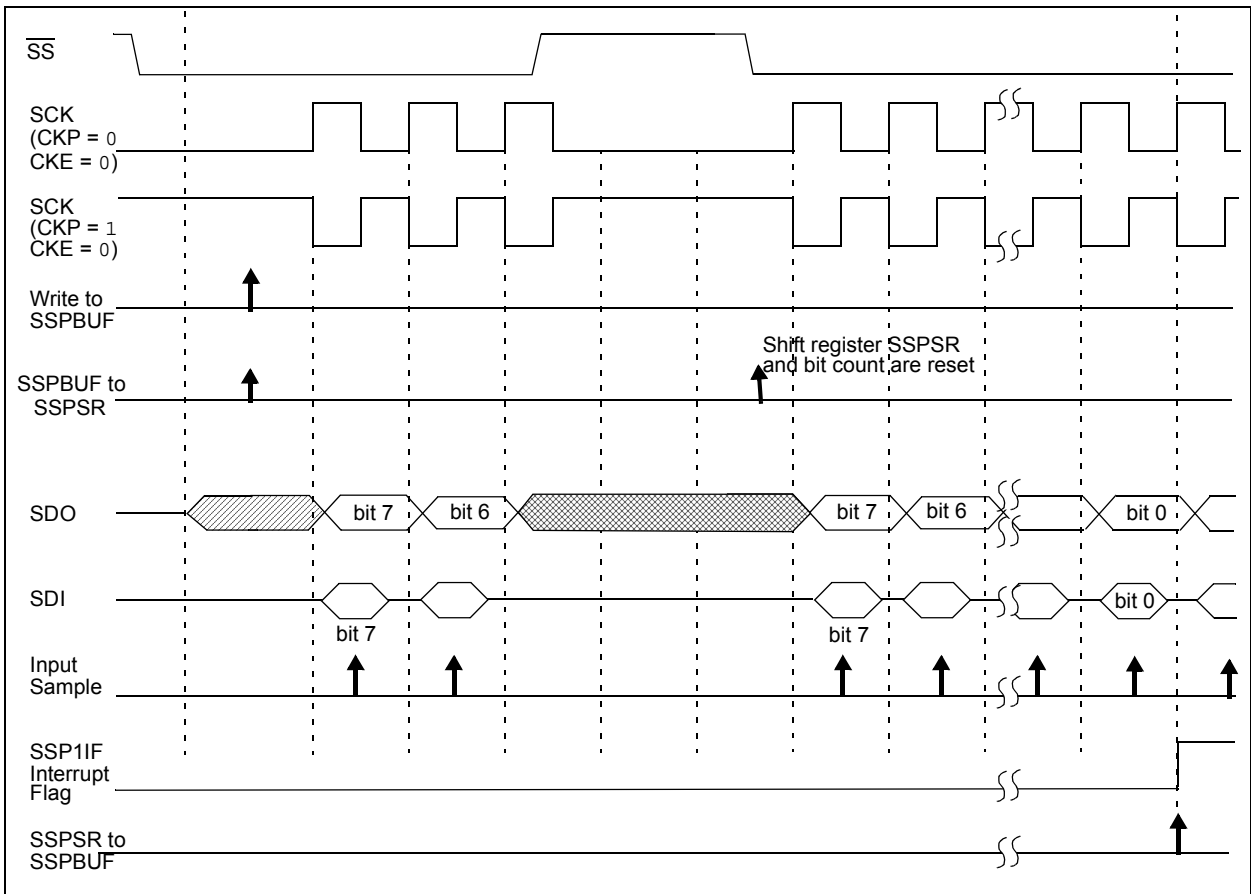 SS
SCK
(CKP = 0
CKE = 0)
SCK
(CKP = 1
CKE = 0)
Write to
SSPBUF
Shift register SSPSR
and bit count are reset
SSPBUF to
SSPSR
SDO
bit 7
bit 6
bit 7
bit 6
bit 0
SDI
bit 0
bit 7
bit 7
Input
Sample
SSP1IF
Interrupt
Flag
SSPSR to
SSPBUF